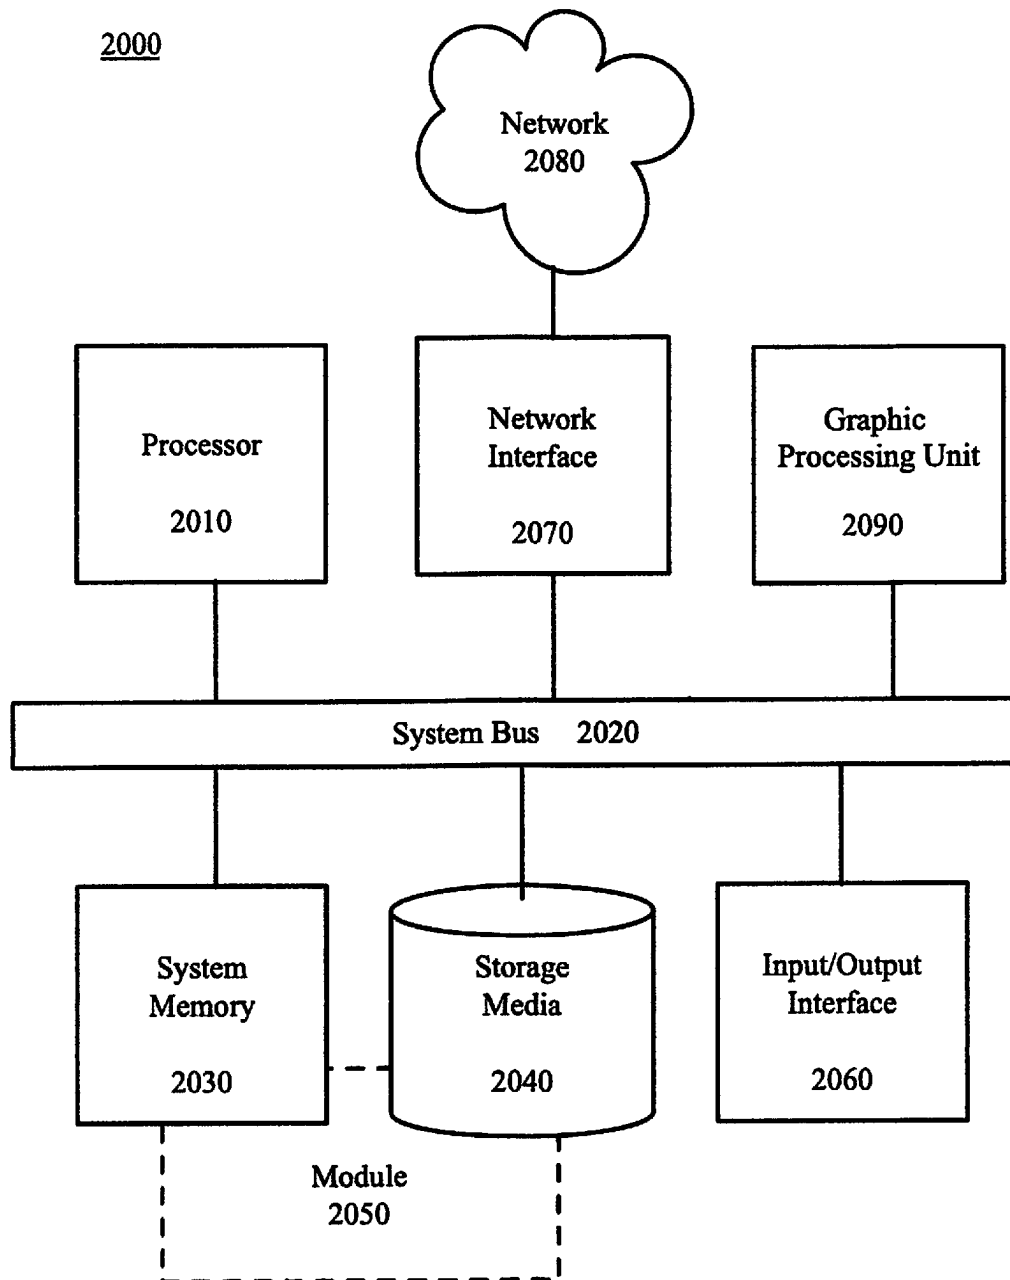 2000
Network
2080
Processor
2010
Network
Interface
2070
Graphic
Processing Unit
2090
System Bus 2020
System
Memory
2030
Storage
Media
2040
Input/Output
Interface
2060
Module
2050